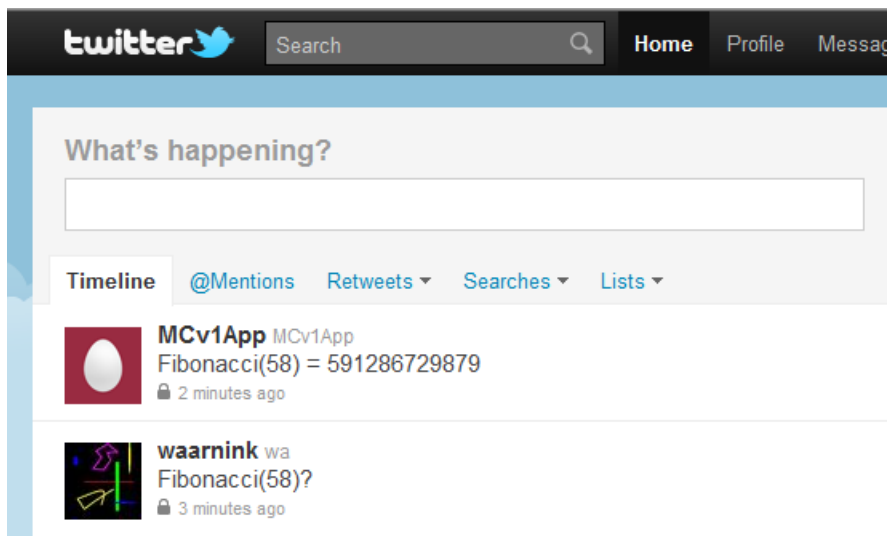 twitter Search Home Profile Messag
What's happening?
Timeline @Mentions Retweets Searches Lists
MCv1App MCv1App
Fibonacci(58) = 591286729879
2 minutes ago
waarnink wa
Fibonacci(58)?
3 minutes ago